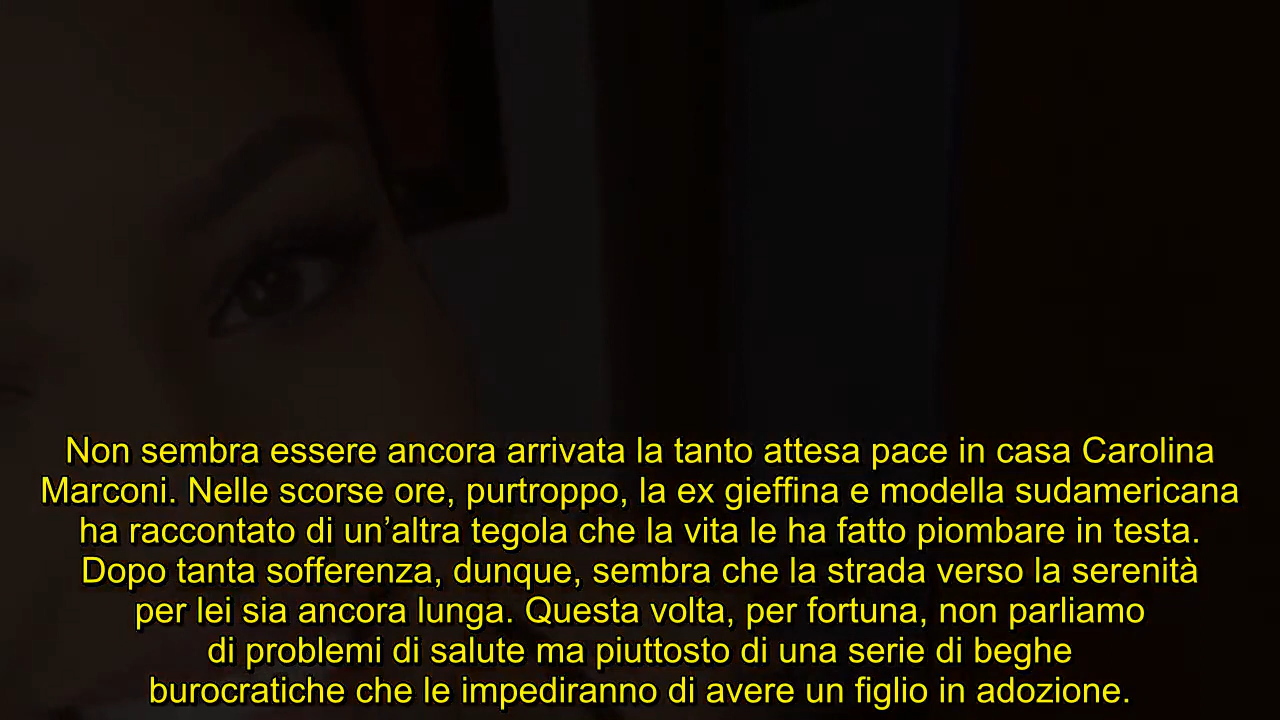 Non sembra essere ancora arrivata la tanto attesa pace in casa Carolina
Marconi. Nelle scorse ore, purtroppo, la ex gieffina e modella sudamericana
ha raccontato di un’altra tegola che la vita le ha fatto piombare in testa.
Dopo tanta sofferenza, dunque, sembra che la strada verso la serenità
per lei sia ancora lunga. Questa volta, per fortuna, non parliamo
di problemi di salute ma piuttosto di una serie di beghe
burocratiche che le impediranno di avere un figlio in adozione.